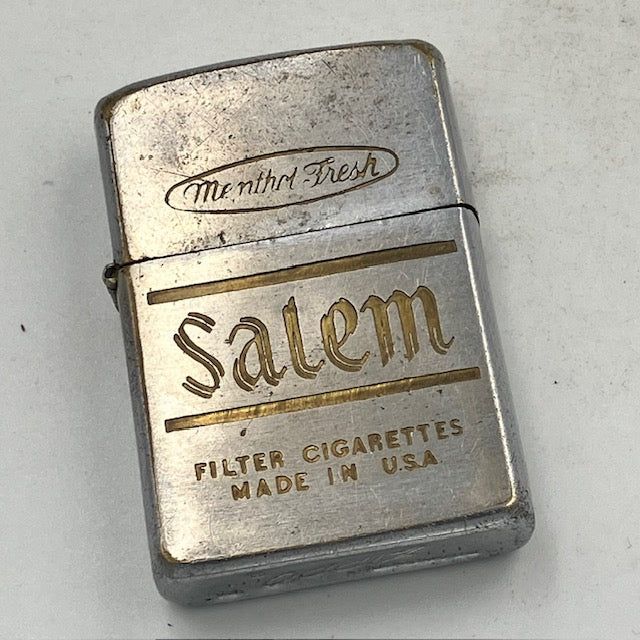 Menthol Fresh
Salem
FILTER CIGARETTES
MADE IN U.S.A